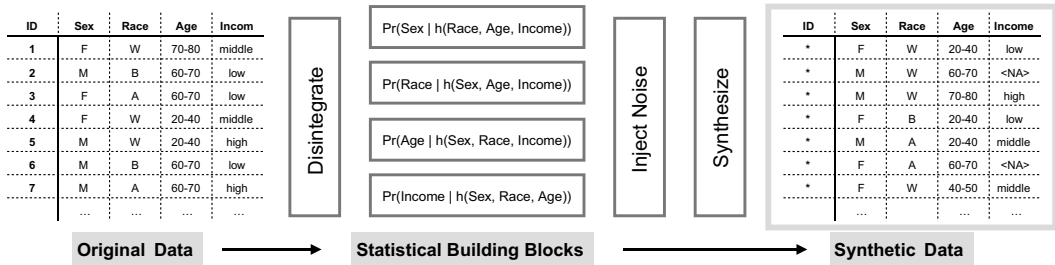 ID Sex Race Age Incom
1 F W 70-80 middle
2 M B 60-70 low
3 F A 60-70 low
4 F W 20-40 middle
5 M W 20-40 high
6 M B 60-70 low
7 M A 60-70 high
… … … …
Disintegrate
Pr(Sex | h(Race, Age, Income))
Pr(Race | h(Sex, Age, Income))
Pr(Age | h(Sex, Race, Income))
Pr(Income | h(Sex, Race, Age))
Inject Noise
Synthesize
ID Sex Race Age Income
* F W 20-40 low
* M W 60-70 <NA>
* M W 70-80 high
* F B 20-40 low
* M A 20-40 middle
* F A 60-70 <NA>
* F W 40-50 middle
… … … …
Original Data
Statistical Building Blocks
Synthetic Data